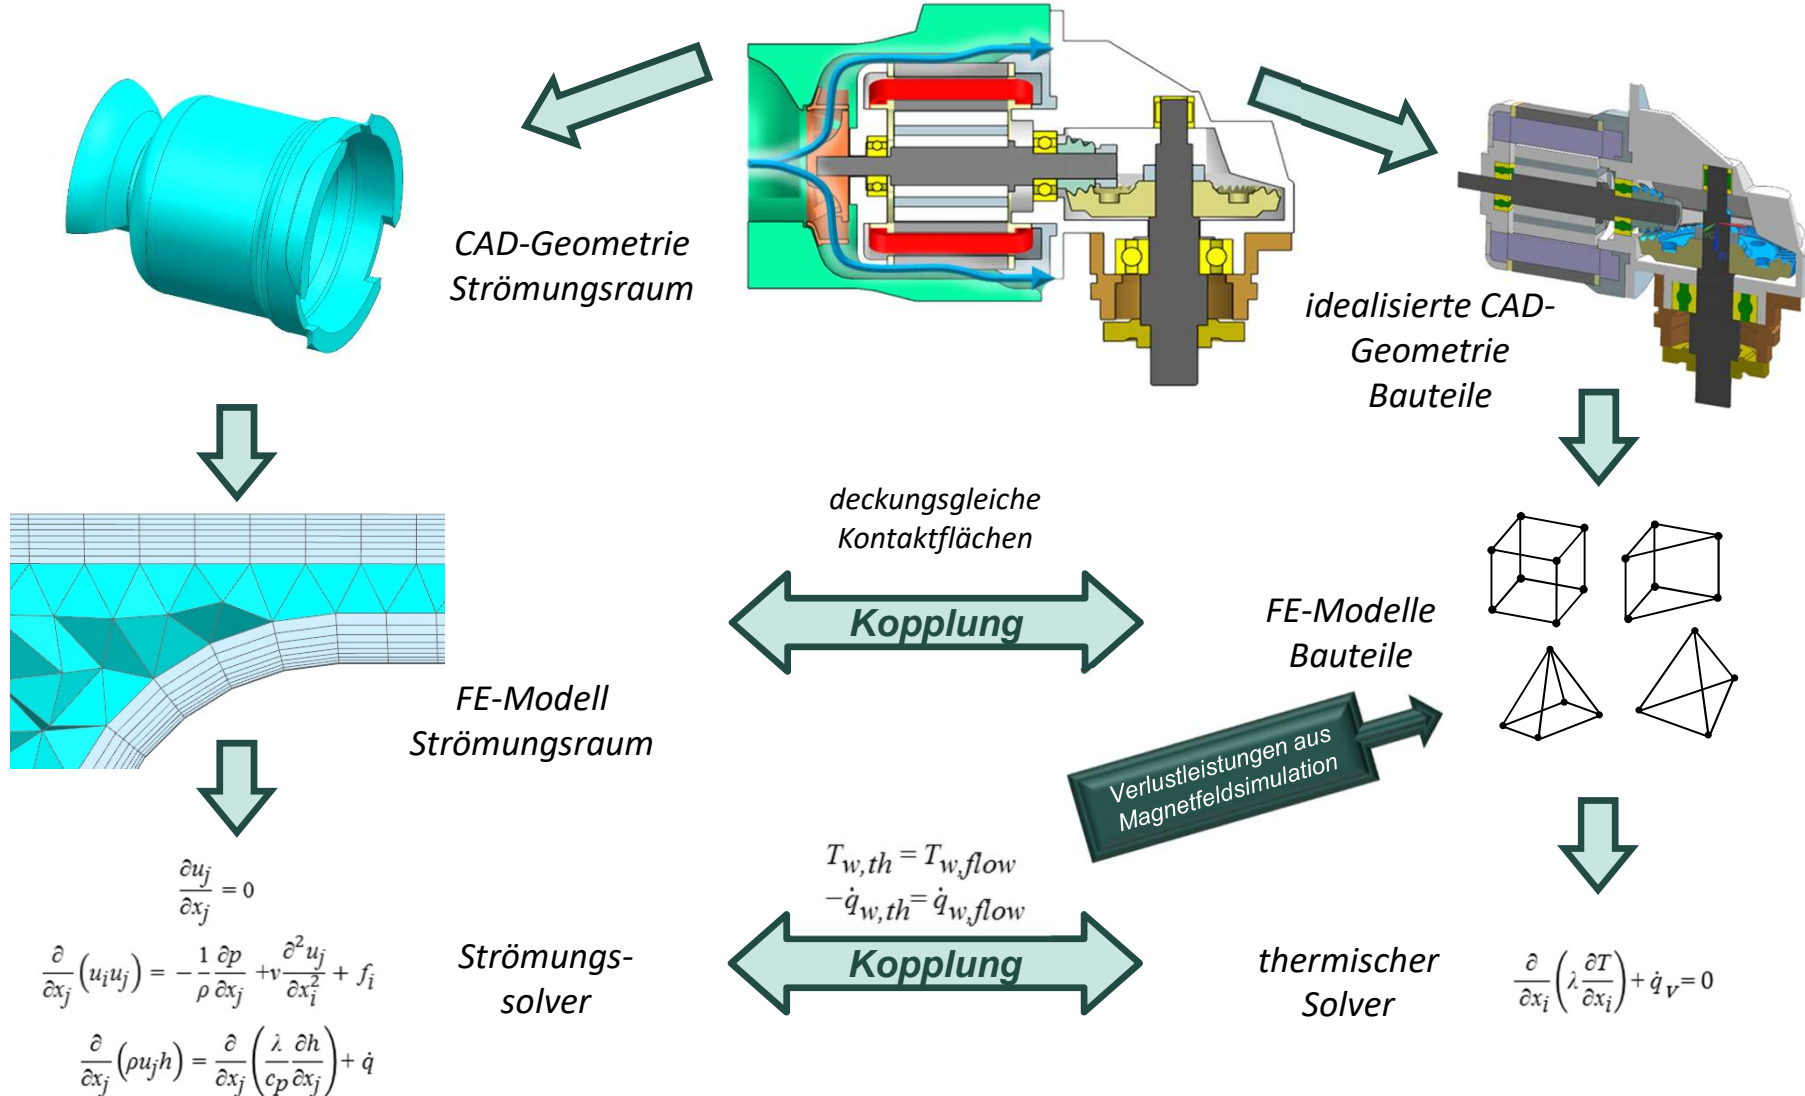 CAD-Geometrie
Strömungsraum
idealisierte CAD-
Geometrie
Bauteile
deckungsgleiche
Kontaktflächen
Kopplung
FE-Modelle
Bauteile
FE-Modell
Strömungsraum
Verlustleistungen aus
Magnetfeldsimulation
∂u_j/∂x_j = 0
∂/∂x_j (u_i u_j) = −1/ρ ∂p/∂x_j + ν ∂²u_j/∂x_i² + f_i
∂/∂x_j (ρu_j h) = ∂/∂x_j (λ/c_p ∂h/∂x_j) + q̇
Strömungs-
solver
T_w,th = T_w,flow
−q̇_w,th = q̇_w,flow
Kopplung
thermischer
Solver
∂/∂x_i (λ ∂T/∂x_i) + q̇_V = 0